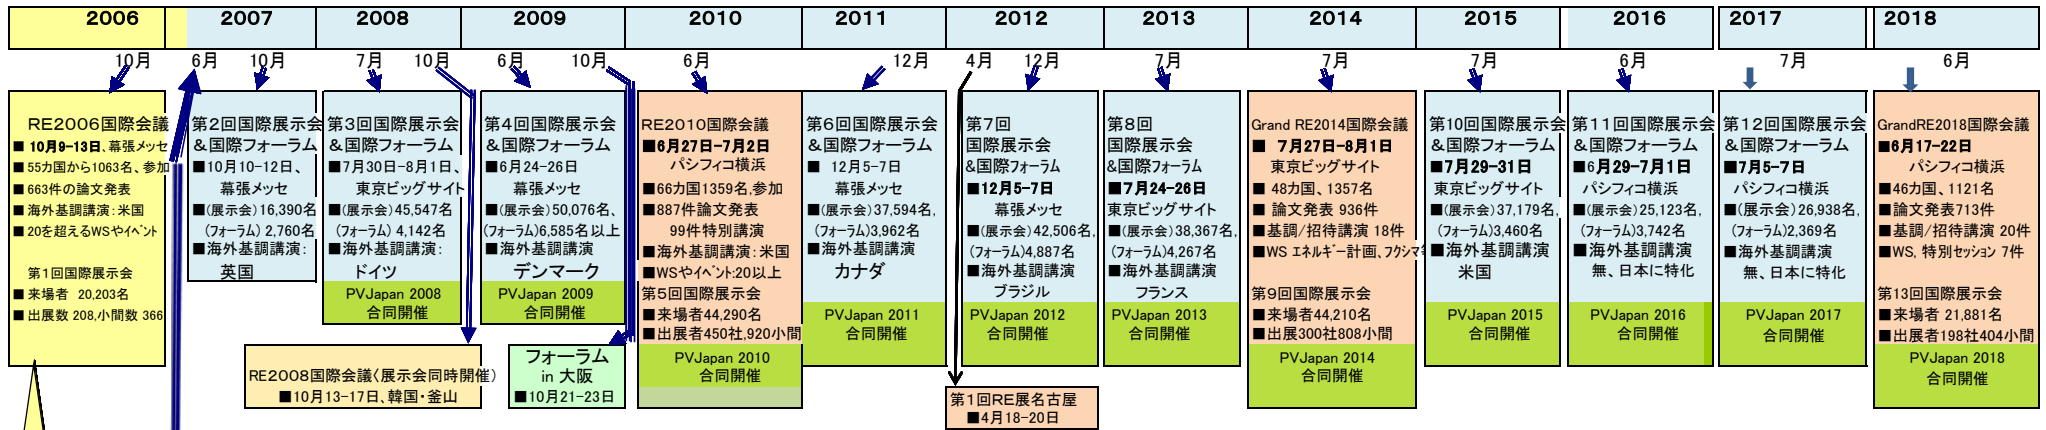 2006
2007
2008
2009
2010
2011
2012
2013
2014
2015
2016
2017
2018
10月
6月
10月
7月
10月
6月
10月
6月
12月
4月
12月
7月
7月
7月
6月
7月
6月
RE2006国際会議
■ 10月9-13日、幕張メッセ
■ 55カ国から1063名、参加
■ 663件の論文発表
■ 海外基調講演：米国
■ 20を超えるWSやイベント
第1回国際展示会
■ 来場者 20,203名
■ 出展数 208,小間数 366
第2回国際展示会
＆国際フォーラム
■10月10-12日、
幕張メッセ
■(展示会)16,390名
(フォーラム) 2,760名
■海外基調講演：
英国
第3回国際展示会
＆国際フォーラム
■7月30日-8月1日、
東京ビッグサイト
■(展示会)45,547名
(フォーラム) 4,142名
■海外基調講演：
ドイツ
PVJapan 2008
合同開催
第4回国際展示会
＆国際フォーラム
■6月24-26日
幕張メッセ
■(展示会)50,076名、
(フォーラム)6,585名以上
■海外基調講演
デンマーク
PVJapan 2009
合同開催
RE2010国際会議
■6月27日-7月2日
パシフィコ横浜
■66カ国1359名,参加
■887件論文発表
99件特別講演
■海外基調講演：米国
■WSやイベント:20以上
第5回国際展示会
■来場者44,290名
■出展者450社,920小間
PVJapan 2010
合同開催
第6回国際展示会
＆国際フォーラム
■ 12月5-7日
幕張メッセ
■(展示会)37,594名,
(フォーラム)3,962名
■海外基調講演
カナダ
PVJapan 2011
合同開催
第7回
国際展示会
&国際フォーラム
■12月5-7日
幕張メッセ
■(展示会)42,506名,
(フォーラム)4,887名
■海外基調講演
ブラジル
PVJapan 2012
合同開催
第8回
国際展示会
&国際フォーラム
■7月24-26日
東京ビッグサイト
■(展示会)38,367名,
(フォーラム)4,267名
■海外基調講演
フランス
PVJapan 2013
合同開催
Grand RE2014国際会議
■ 7月27日-8月1日
東京ビッグサイト
■ 48カ国、1357名
■ 論文発表 936件
■ 基調/招待講演 18件
■WS エネルギー計画、フクシマ等
第9回国際展示会
■来場者44,210名
■出展300社808小間
PVJapan 2014
合同開催
第10回国際展示会
＆国際フォーラム
■7月29-31日
東京ビッグサイト
■(展示会)37,179名,
(フォーラム)3,460名
■海外基調講演
米国
PVJapan 2015
合同開催
第11回国際展示会
＆国際フォーラム
■6月29-7月1日
パシフィコ横浜
■(展示会)25,123名,
(フォーラム)3,742名
■海外基調講演
無、日本に特化
PVJapan 2016
合同開催
第12回国際展示会
＆国際フォーラム
■7月5-7日
パシフィコ横浜
■(展示会)26,938名,
(フォーラム)2,369名
■海外基調講演
無、日本に特化
PVJapan 2017
合同開催
GrandRE2018国際会議
■6月17-22日
パシフィコ横浜
■46カ国、1121名
■論文発表713件
■基調/招待講演 20件
■WS, 特別セッション 7件
第13回国際展示会
■来場者 21,881名
■出展者198社404小間
PVJapan 2018
合同開催
RE2008国際会議〈展示会同時開催）
■10月13-17日、韓国・釜山
フォーラム
in 大阪
■10月21-23日
第1回RE展名古屋
■4月18-20日